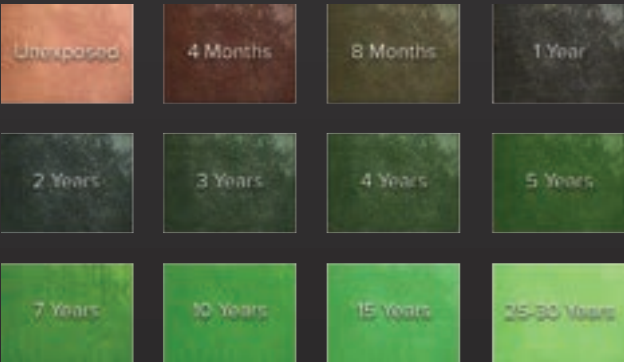 Unexposed
4 Months
8 Months
1 Year
2 Years
3 Years
4 Years
5 Years
7 Years
10 Years
15 Years
25-30 Years